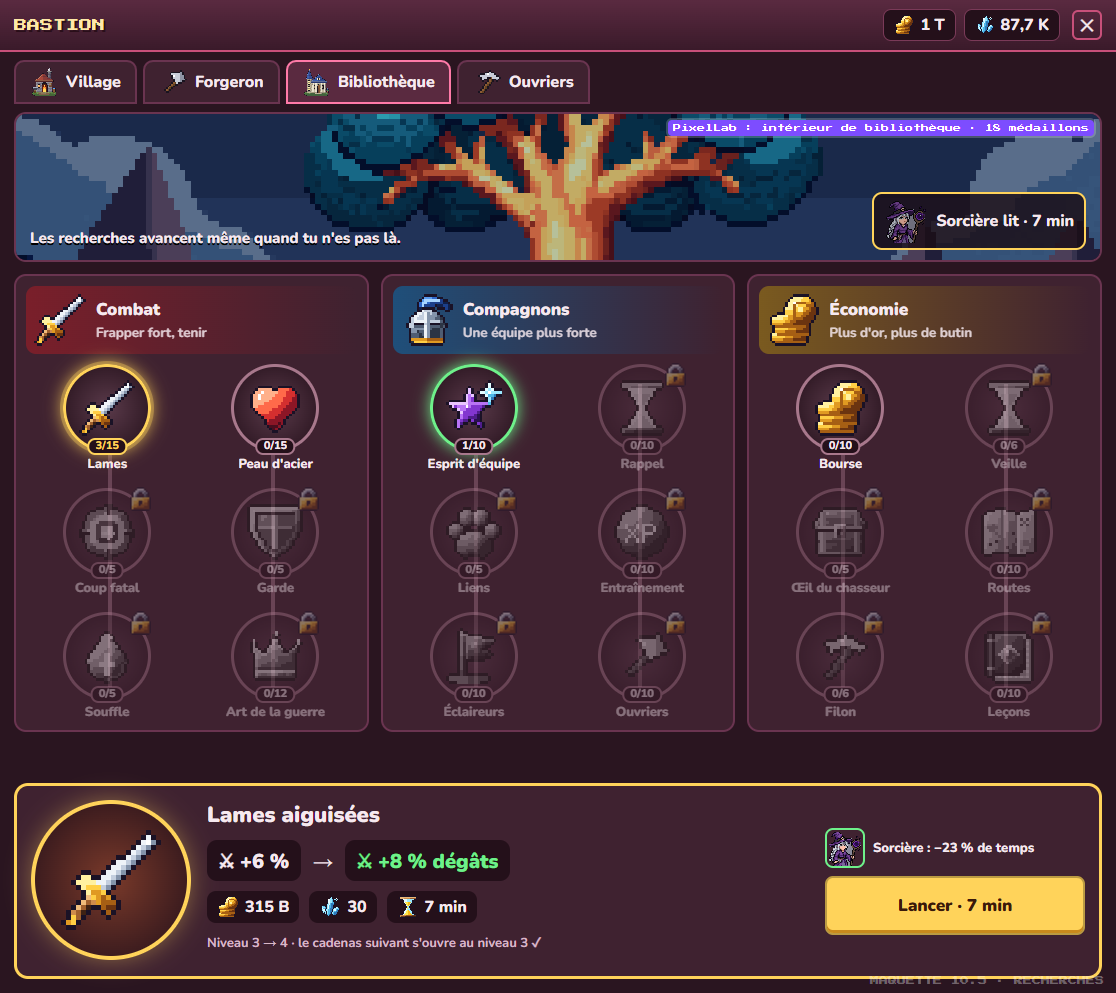 BASTION
1 T
87,7 K
Village
Forgeron
Bibliothèque
Ouvriers
PixelLab : intérieur de bibliothèque · 18 médaillons
Les recherches avancent même quand tu n'es pas là.
Sorcière lit · 7 min
Combat
Frapper fort, tenir
Compagnons
Une équipe plus forte
Économie
Plus d'or, plus de butin
3/15
0/15
1/10
0/10
0/10
0/6
Lames
Peau d'acier
Esprit d'équipe
Rappel
Bourse
Veille
XP
0/5
0/5
0/5
0/10
0/5
0/10
Coup fatal
Garde
Liens
Entraînement
Œil du chasseur
Routes
0/5
0/12
0/10
0/10
0/6
0/10
Souffle
Art de la guerre
Éclaireurs
Ouvriers
Filon
Leçons
Lames aiguisées
+6 % → +8 % dégâts
315 B
30
7 min
Niveau 3 → 4 · le cadenas suivant s'ouvre au niveau 3 ✓
Sorcière : −23 % de temps
Lancer · 7 min
MAQUETTE 16.3 · RECHERCHES